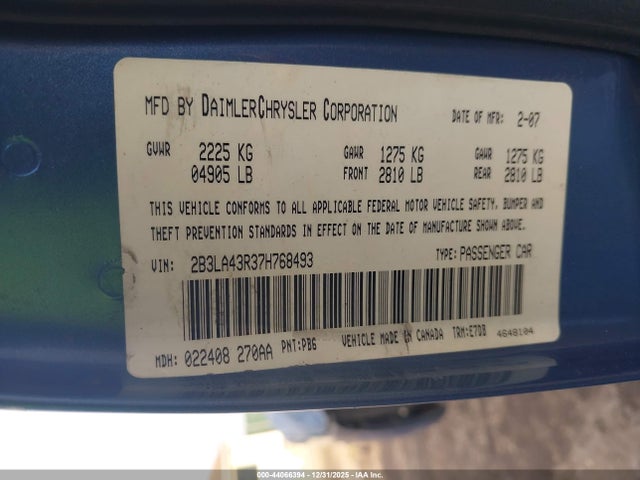 MFD BY DAIMLERCHRYSLER CORPORATION DATE OF MFR: 2-07
GVWR 2225 KG GAWR 1275 KG GAWR 1275 KG
04905 LB FRONT 2810 LB REAR 2810 LB
THIS VEHICLE CONFORMS TO ALL APPLICABLE FEDERAL MOTOR VEHICLE SAFETY, BUMPER AND
THEFT PREVENTION STANDARDS IN EFFECT ON THE DATE OF MANUFACTURE SHOWN ABOVE.
VIN: 2B3LA43R37H768493 TYPE: PASSENGER CAR
MDH: 022408 270AA PNT:PB6 VEHICLE MADE IN CANADA TRM:E7DB 4648104
000-44066394 - 12/31/2025 - IAA Inc.